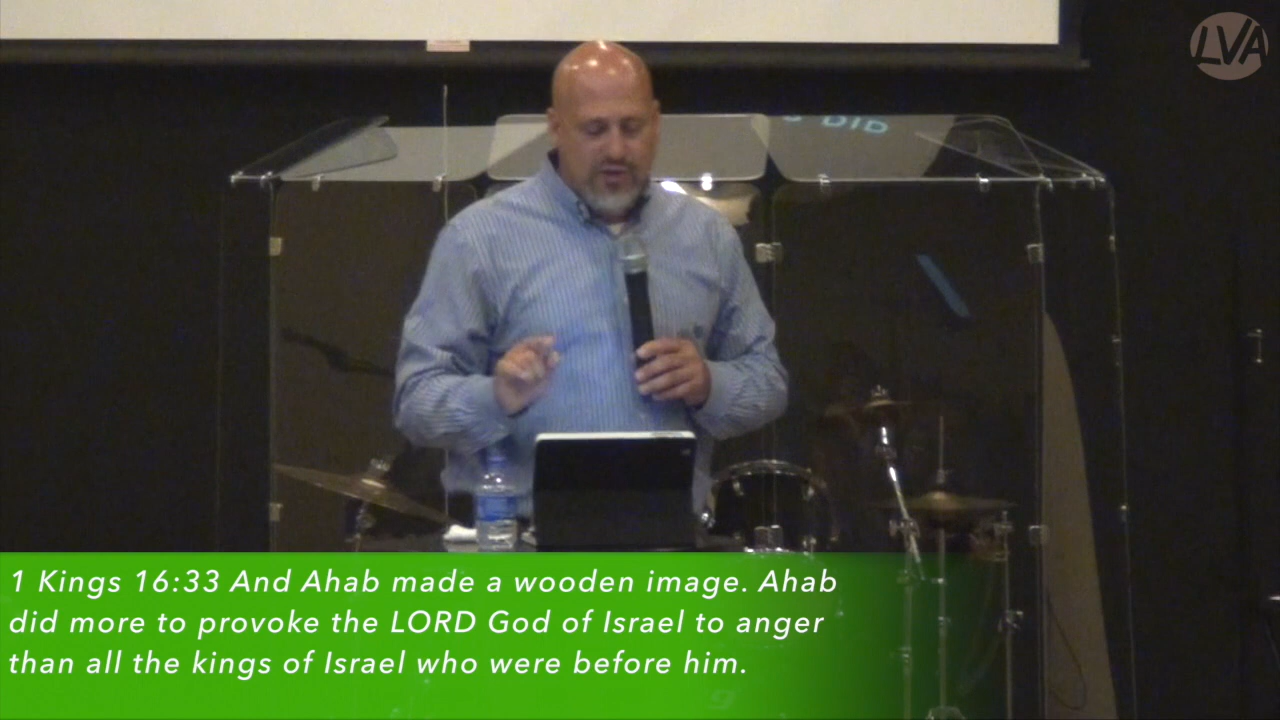 LVA
DID
1 Kings 16:33 And Ahab made a wooden image. Ahab
did more to provoke the LORD God of Israel to anger
than all the kings of Israel who were before him.